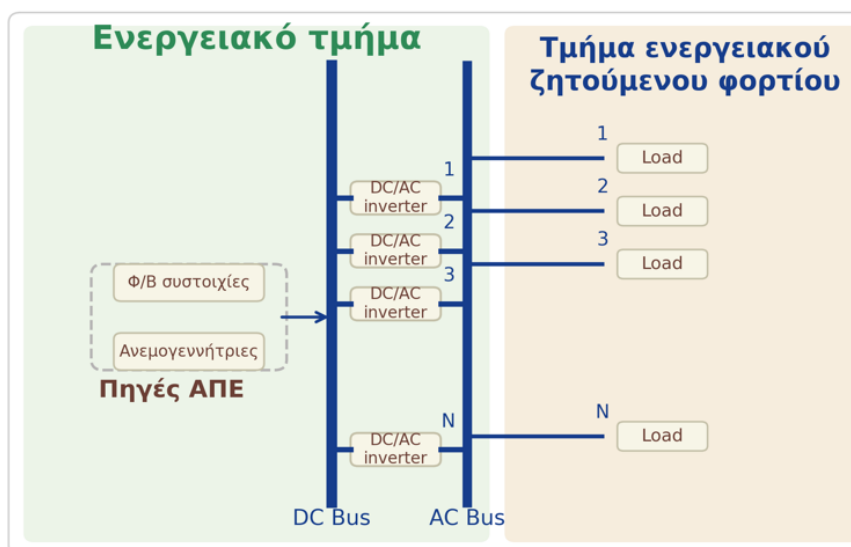 Ενεργειακό τμήμα
Τμήμα ενεργειακού
ζητούμενου φορτίου
1
Load
1
DC/AC
inverter
2
Load
2
DC/AC
inverter
3
Load
3
DC/AC
inverter
Φ/Β συστοιχίες
Ανεμογεννήτριες
Πηγές ΑΠΕ
N
Load
N
DC/AC
inverter
DC Bus
AC Bus